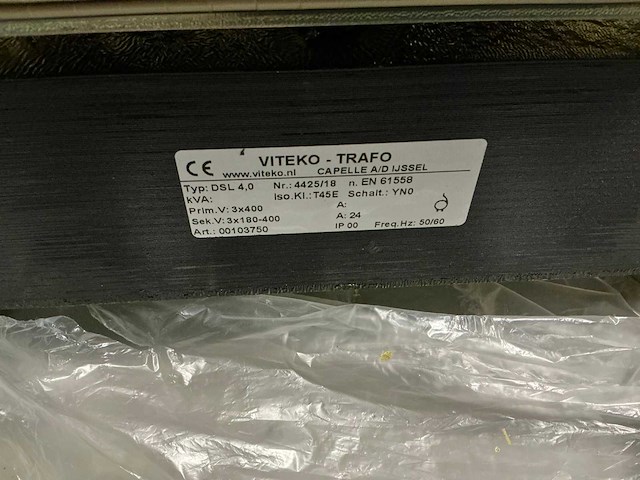 CE VITEKO - TRAFO
www.viteko.nl CAPELLE A/D IJSSEL
Typ: DSL 4,0 Nr.: 4425/18 n. EN 61558
kVA: Iso.Kl.: T45E Schalt.: YN0
Prim.V: 3x400 A:
Sek.V: 3x180-400 A: 24
Art.: 00103750 IP 00 Freq.Hz: 50/60